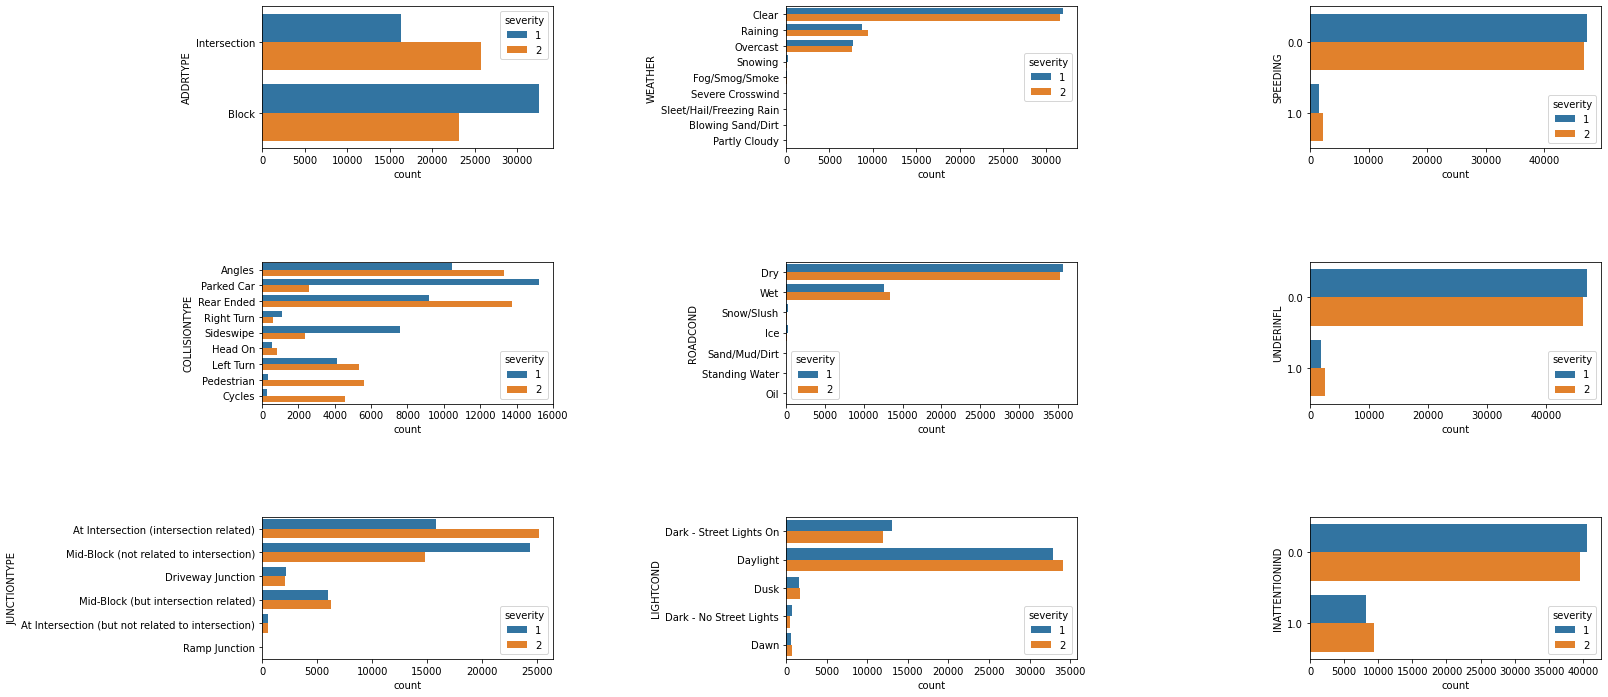 ADDRTYPE
Intersection
Block
severity
1
2
0 5000 10000 15000 20000 25000 30000
count
WEATHER
Clear
Raining
Overcast
Snowing
Fog/Smog/Smoke
Severe Crosswind
Sleet/Hail/Freezing Rain
Blowing Sand/Dirt
Partly Cloudy
severity
1
2
0 5000 10000 15000 20000 25000 30000
count
SPEEDING
0.0
1.0
severity
1
2
0 10000 20000 30000 40000
count
COLLISIONTYPE
Angles
Parked Car
Rear Ended
Right Turn
Sideswipe
Head On
Left Turn
Pedestrian
Cycles
severity
1
2
0 2000 4000 6000 8000 10000 12000 14000 16000
count
ROADCOND
Dry
Wet
Snow/Slush
Ice
Sand/Mud/Dirt
Standing Water
Oil
severity
1
2
0 5000 10000 15000 20000 25000 30000 35000
count
UNDERINFL
0.0
1.0
severity
1
2
0 10000 20000 30000 40000
count
JUNCTIONTYPE
At Intersection (intersection related)
Mid-Block (not related to intersection)
Driveway Junction
Mid-Block (but intersection related)
At Intersection (but not related to intersection)
Ramp Junction
severity
1
2
0 5000 10000 15000 20000 25000
count
LIGHTCOND
Dark - Street Lights On
Daylight
Dusk
Dark - No Street Lights
Dawn
severity
1
2
0 5000 10000 15000 20000 25000 30000 35000
count
INATTENTIONIND
0.0
1.0
severity
1
2
0 5000 10000 15000 20000 25000 30000 35000 40000
count